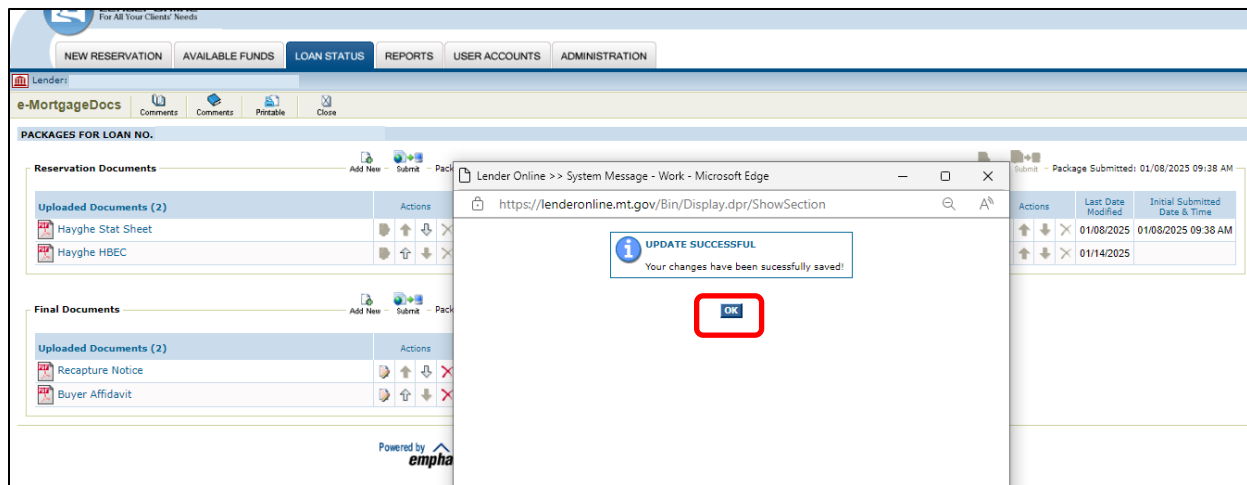 For All Your Clients' Needs
NEW RESERVATION AVAILABLE FUNDS LOAN STATUS REPORTS USER ACCOUNTS ADMINISTRATION
Lender:
e-MortgageDocs Comments Comments Printable Close
PACKAGES FOR LOAN NO.
Reservation Documents Add New - Submit - Pack
Submit - Package Submitted: 01/08/2025 09:38 AM
Uploaded Documents (2) Actions
Actions Last Date Modified Initial Submitted Date & Time
Hayghe Stat Sheet
01/08/2025 01/08/2025 09:38 AM
Hayghe HBEC
01/14/2025
Lender Online >> System Message - Work - Microsoft Edge
https://lenderonline.mt.gov/Bin/Display.dpr/ShowSection
UPDATE SUCCESSFUL
Your changes have been sucessfully saved!
OK
Final Documents Add New - Submit - Pack
Uploaded Documents (2) Actions
Recapture Notice
Buyer Affidavit
Powered by
empha